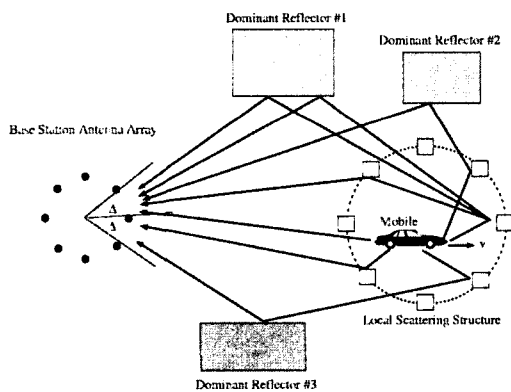 Dominant Reflector #1
Dominant Reflector #2
Base Station Antenna Array
Δ
Δ
Mobile
v
Local Scattering Structure
Dominant Reflector #3